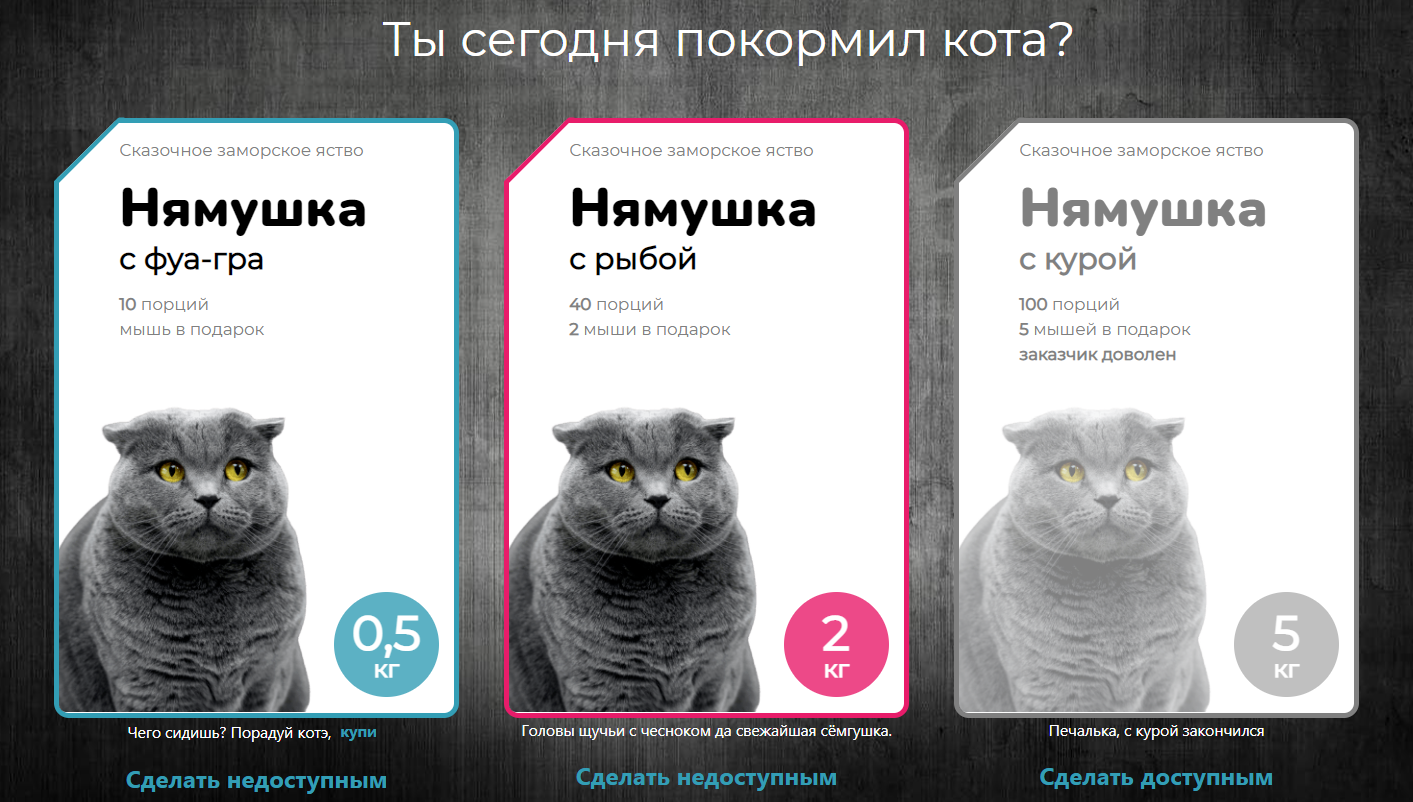 Ты сегодня покормил кота?
Сказочное заморское яство
Нямушка
с фуа-гра
10 порций
мышь в подарок
0,5
кг
Чего сидишь? Порадуй котэ, купи
Сделать недоступным
Сказочное заморское яство
Нямушка
с рыбой
40 порций
2 мыши в подарок
2
кг
Головы щучьи с чесноком да свежайшая сёмгушка.
Сделать недоступным
Сказочное заморское яство
Нямушка
с курой
100 порций
5 мышей в подарок
заказчик доволен
5
кг
Печалька, с курой закончился
Сделать доступным